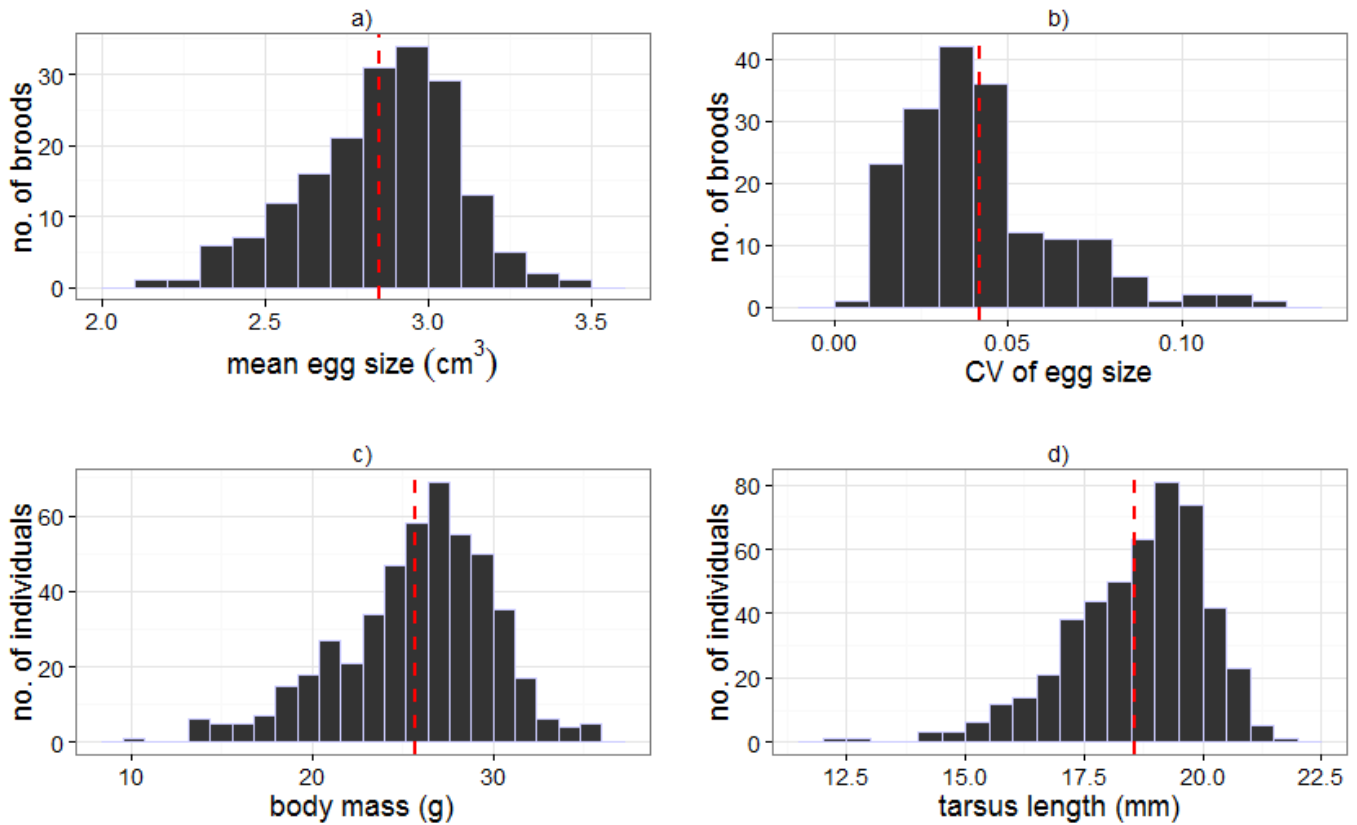 a)
no. of broods
30
20
10
0
2.0 2.5 3.0 3.5
mean egg size (cm³)
b)
no. of broods
40
30
20
10
0
0.00 0.05 0.10
CV of egg size
c)
no. of individuals
60
40
20
0
10 20 30
body mass (g)
d)
no. of individuals
80
60
40
20
0
12.5 15.0 17.5 20.0 22.5
tarsus length (mm)